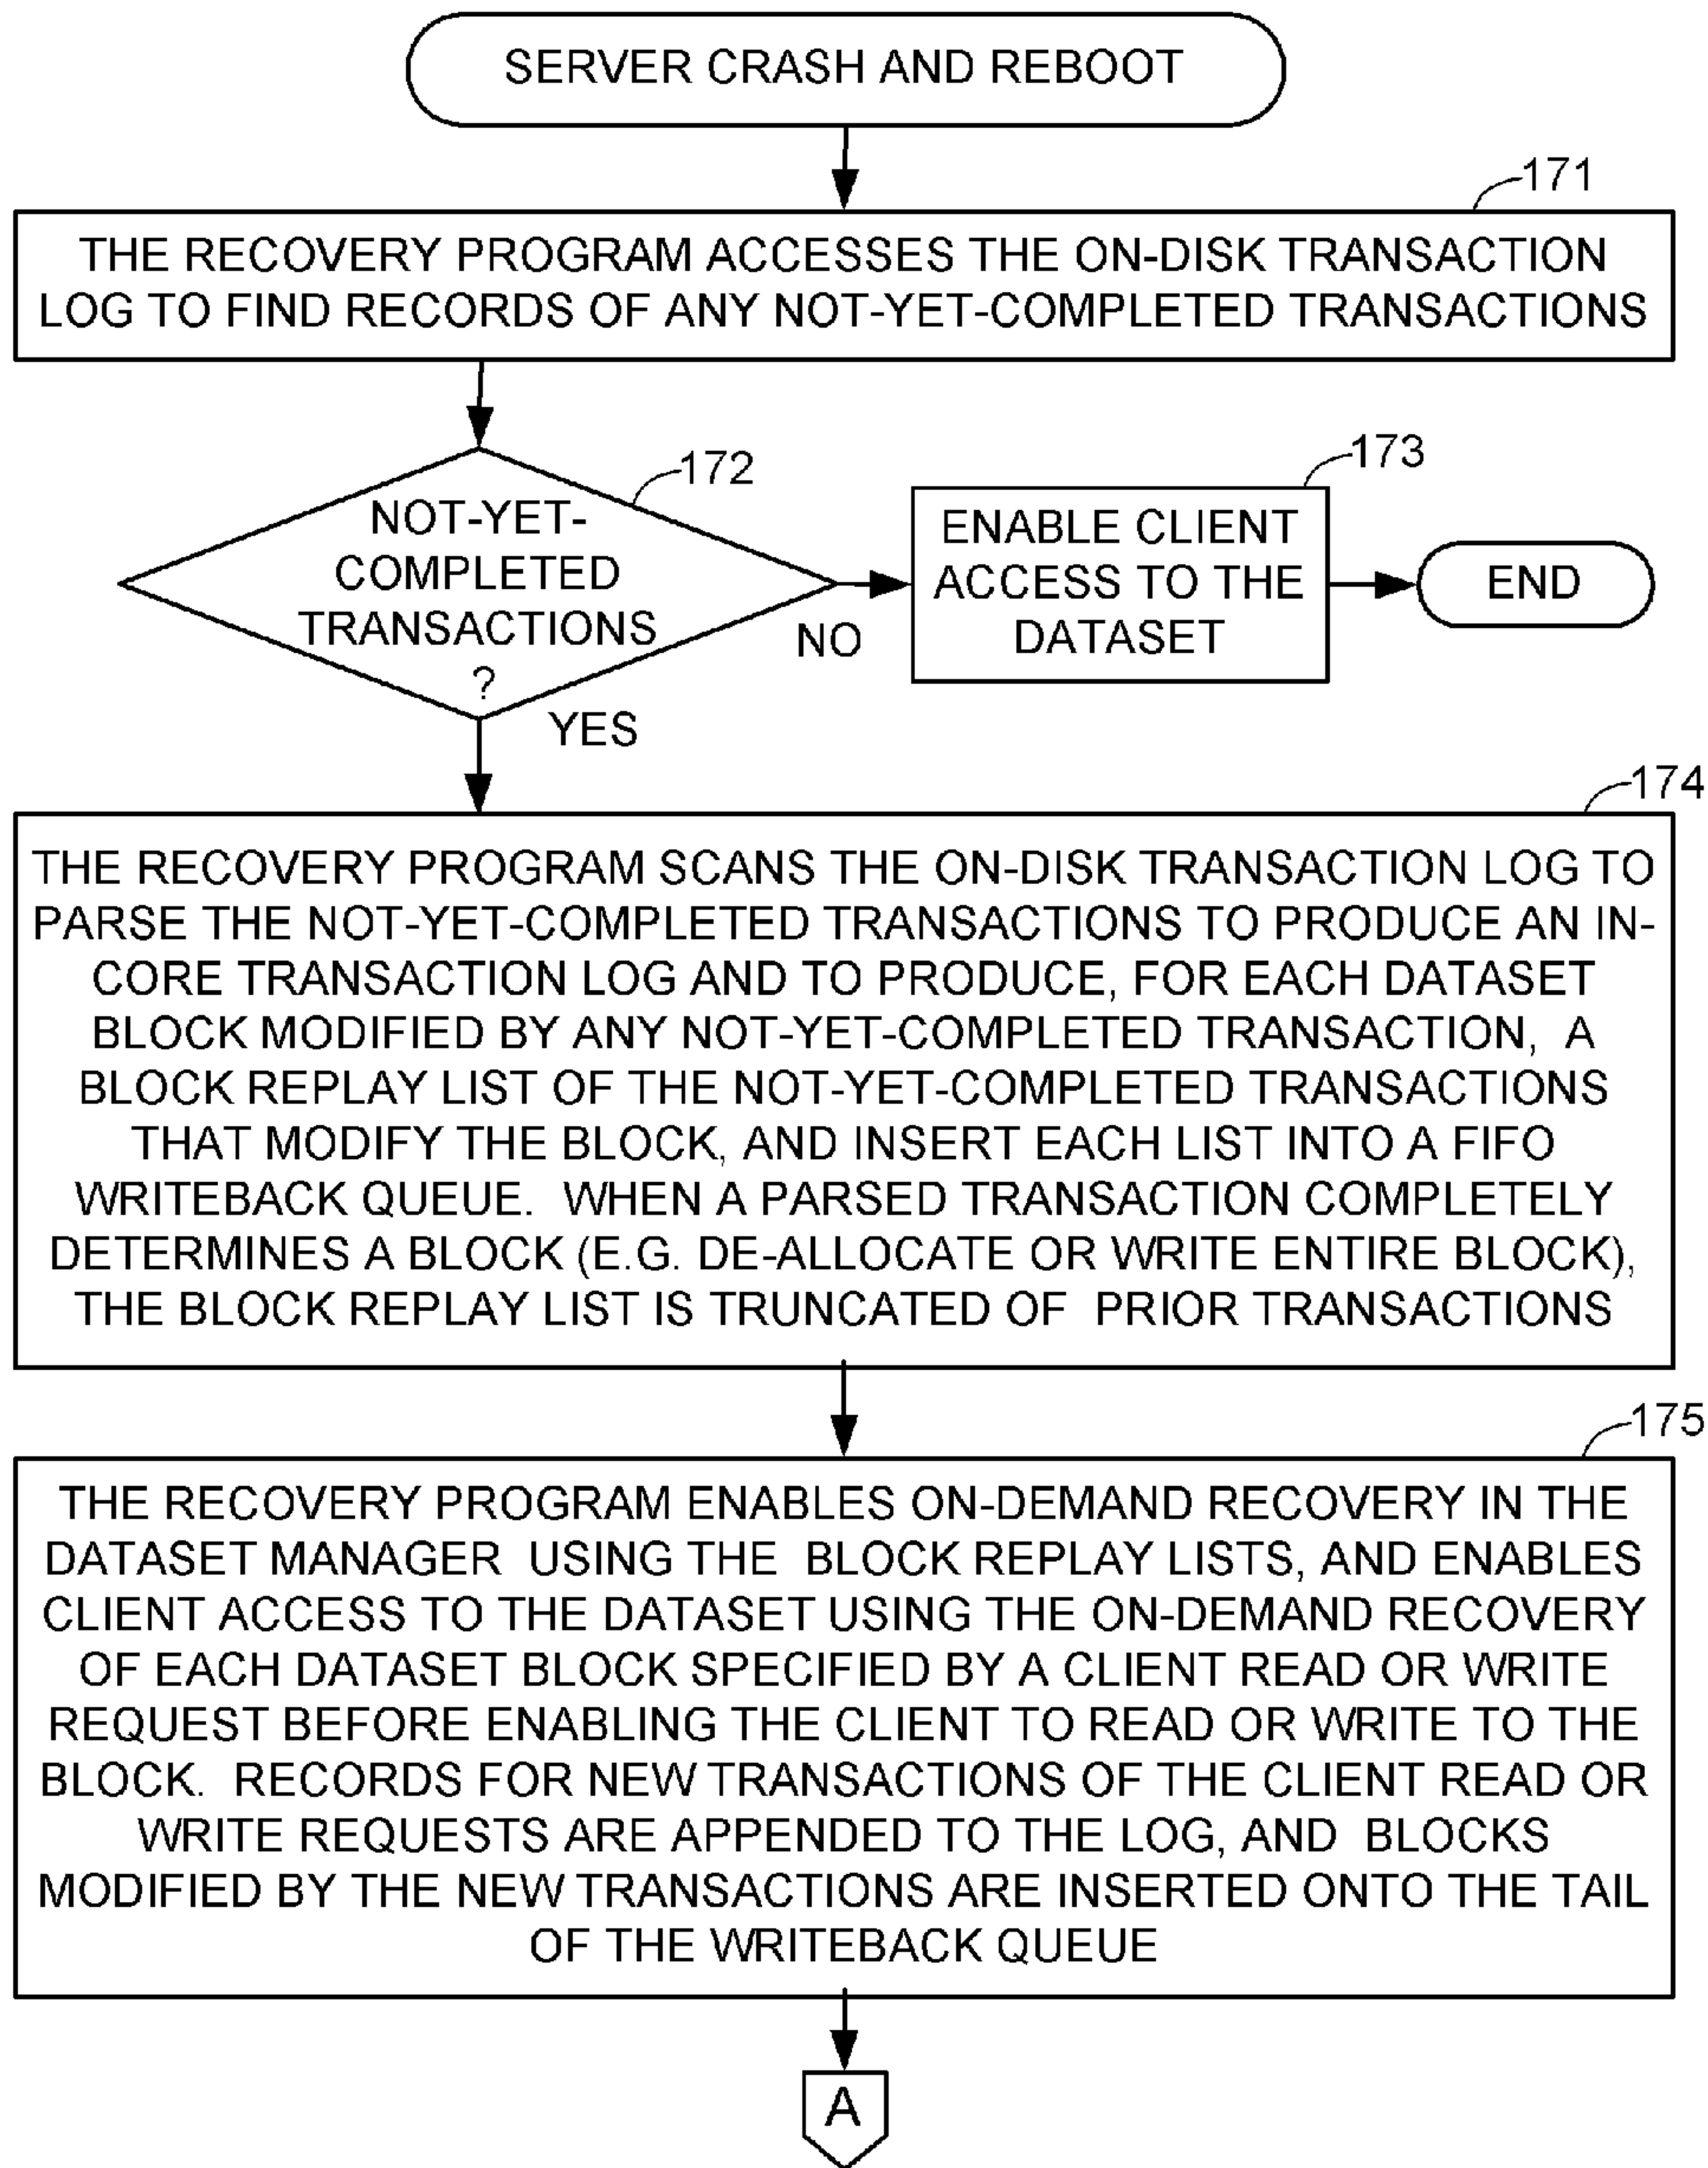 SERVER CRASH AND REBOOT
171
THE RECOVERY PROGRAM ACCESSES THE ON-DISK TRANSACTION
LOG TO FIND RECORDS OF ANY NOT-YET-COMPLETED TRANSACTIONS
172
NOT-YET-
COMPLETED
TRANSACTIONS
?
NO
YES
173
ENABLE CLIENT
ACCESS TO THE
DATASET
END
174
THE RECOVERY PROGRAM SCANS THE ON-DISK TRANSACTION LOG TO
PARSE THE NOT-YET-COMPLETED TRANSACTIONS TO PRODUCE AN IN-
CORE TRANSACTION LOG AND TO PRODUCE, FOR EACH DATASET
BLOCK MODIFIED BY ANY NOT-YET-COMPLETED TRANSACTION, A
BLOCK REPLAY LIST OF THE NOT-YET-COMPLETED TRANSACTIONS
THAT MODIFY THE BLOCK, AND INSERT EACH LIST INTO A FIFO
WRITEBACK QUEUE. WHEN A PARSED TRANSACTION COMPLETELY
DETERMINES A BLOCK (E.G. DE-ALLOCATE OR WRITE ENTIRE BLOCK),
THE BLOCK REPLAY LIST IS TRUNCATED OF PRIOR TRANSACTIONS
175
THE RECOVERY PROGRAM ENABLES ON-DEMAND RECOVERY IN THE
DATASET MANAGER USING THE BLOCK REPLAY LISTS, AND ENABLES
CLIENT ACCESS TO THE DATASET USING THE ON-DEMAND RECOVERY
OF EACH DATASET BLOCK SPECIFIED BY A CLIENT READ OR WRITE
REQUEST BEFORE ENABLING THE CLIENT TO READ OR WRITE TO THE
BLOCK. RECORDS FOR NEW TRANSACTIONS OF THE CLIENT READ OR
WRITE REQUESTS ARE APPENDED TO THE LOG, AND BLOCKS
MODIFIED BY THE NEW TRANSACTIONS ARE INSERTED ONTO THE TAIL
OF THE WRITEBACK QUEUE
A